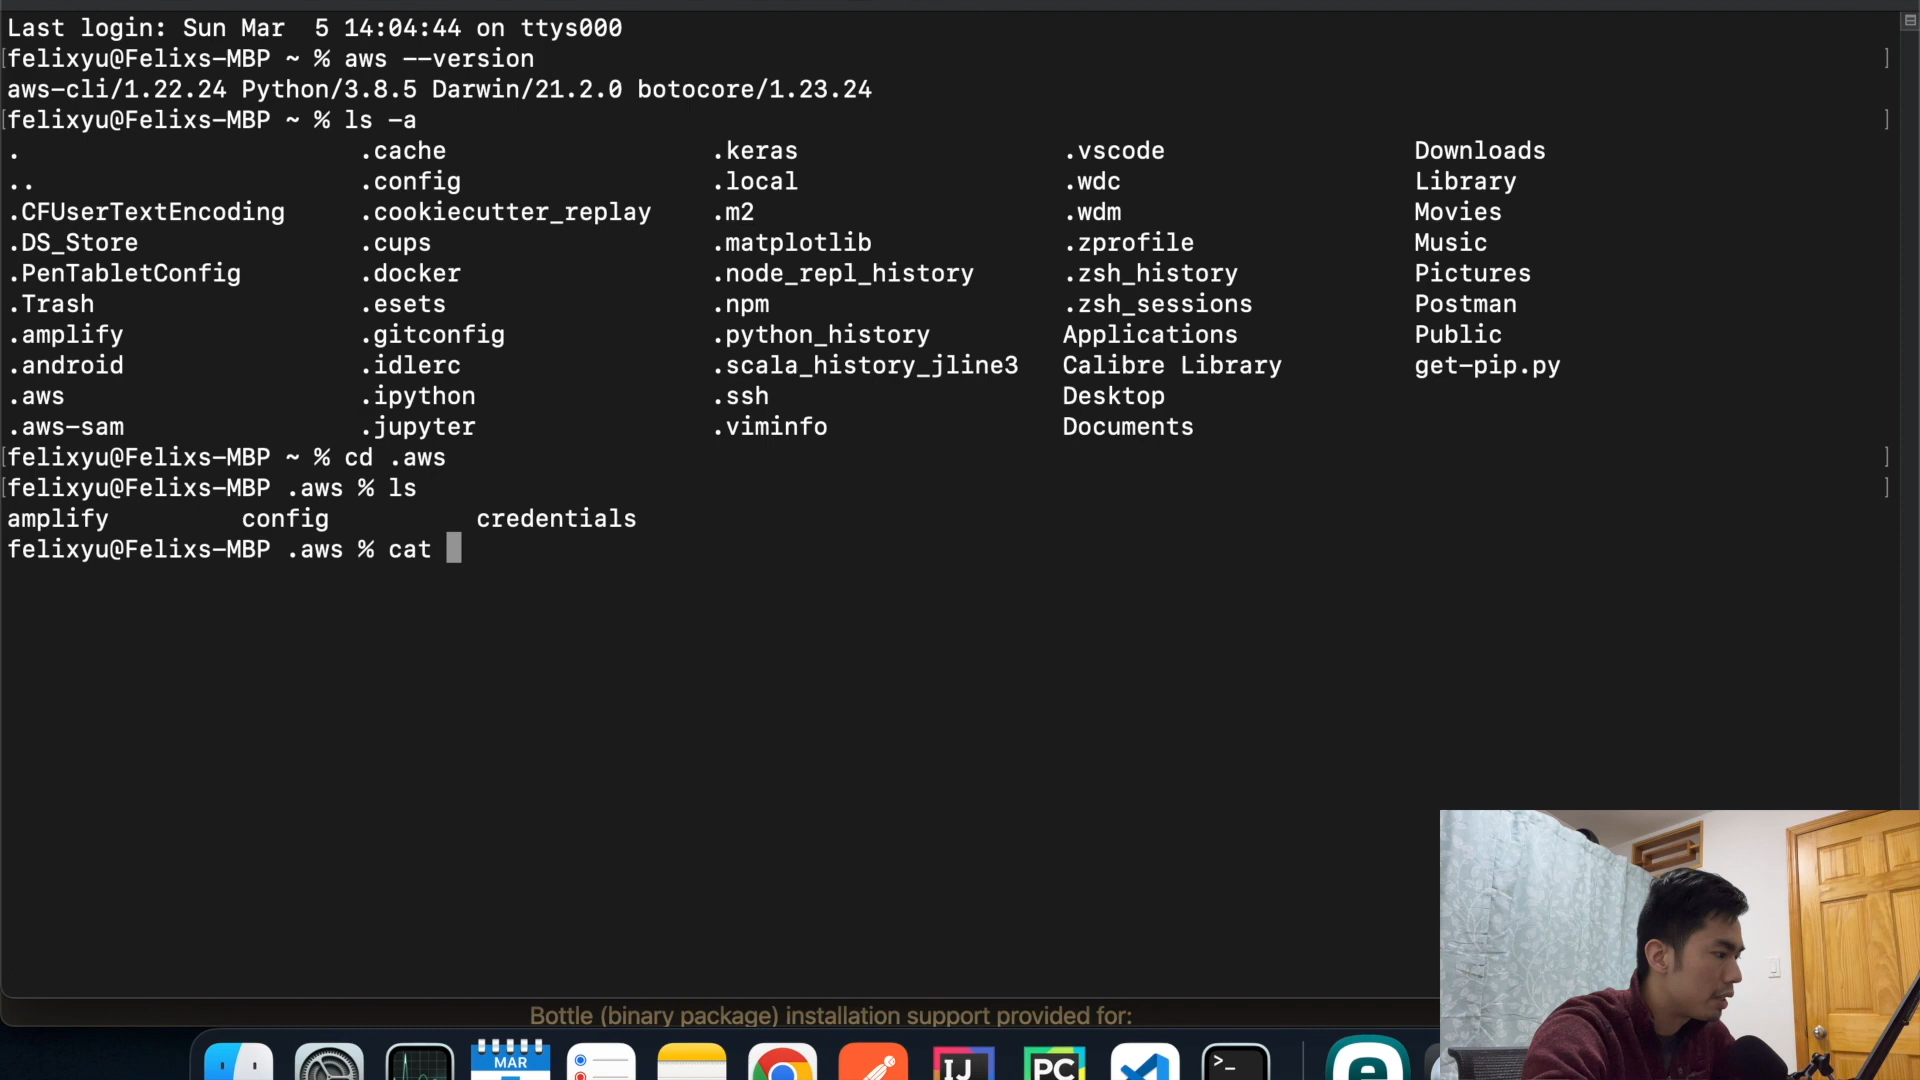 Last login: Sun Mar  5 14:04:44 on ttys000
[felixyu@Felixs-MBP ~ % aws --version ]
aws-cli/1.22.24 Python/3.8.5 Darwin/21.2.0 botocore/1.23.24
[felixyu@Felixs-MBP ~ % ls -a ]
. .cache .keras .vscode Downloads
.. .config .local .wdc Library
.CFUserTextEncoding .cookiecutter_replay .m2 .wdm Movies
.DS_Store .cups .matplotlib .zprofile Music
.PenTabletConfig .docker .node_repl_history .zsh_history Pictures
.Trash .esets .npm .zsh_sessions Postman
.amplify .gitconfig .python_history Applications Public
.android .idlerc .scala_history_jline3 Calibre Library get-pip.py
.aws .ipython .ssh Desktop
.aws-sam .jupyter .viminfo Documents
[felixyu@Felixs-MBP ~ % cd .aws ]
[felixyu@Felixs-MBP .aws % ls ]
amplify config credentials
felixyu@Felixs-MBP .aws % cat
Bottle (binary package) installation support provided for:
MAR
IJ
PC
>_
e